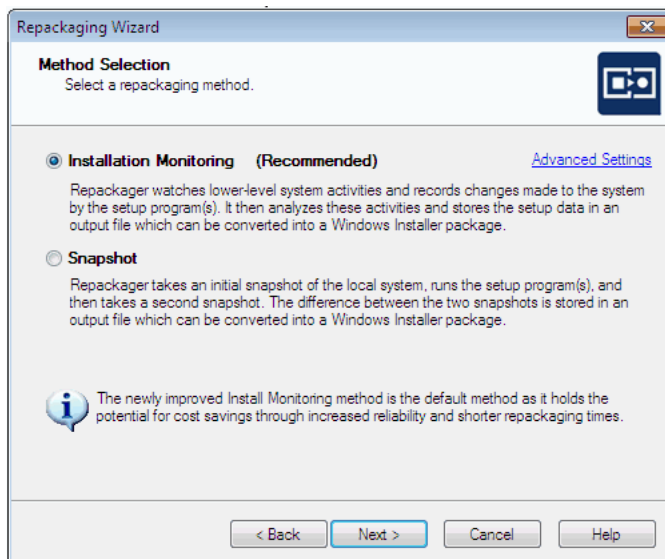 Repackaging Wizard
Method Selection
Select a repackaging method.
Installation Monitoring (Recommended)
Advanced Settings
Repackager watches lower-level system activities and records changes made to the system
by the setup program(s). It then analyzes these activities and stores the setup data in an
output file which can be converted into a Windows Installer package.
Snapshot
Repackager takes an initial snapshot of the local system, runs the setup program(s), and
then takes a second snapshot. The difference between the two snapshots is stored in an
output file which can be converted into a Windows Installer package.
The newly improved Install Monitoring method is the default method as it holds the
potential for cost savings through increased reliability and shorter repackaging times.
< Back
Next >
Cancel
Help